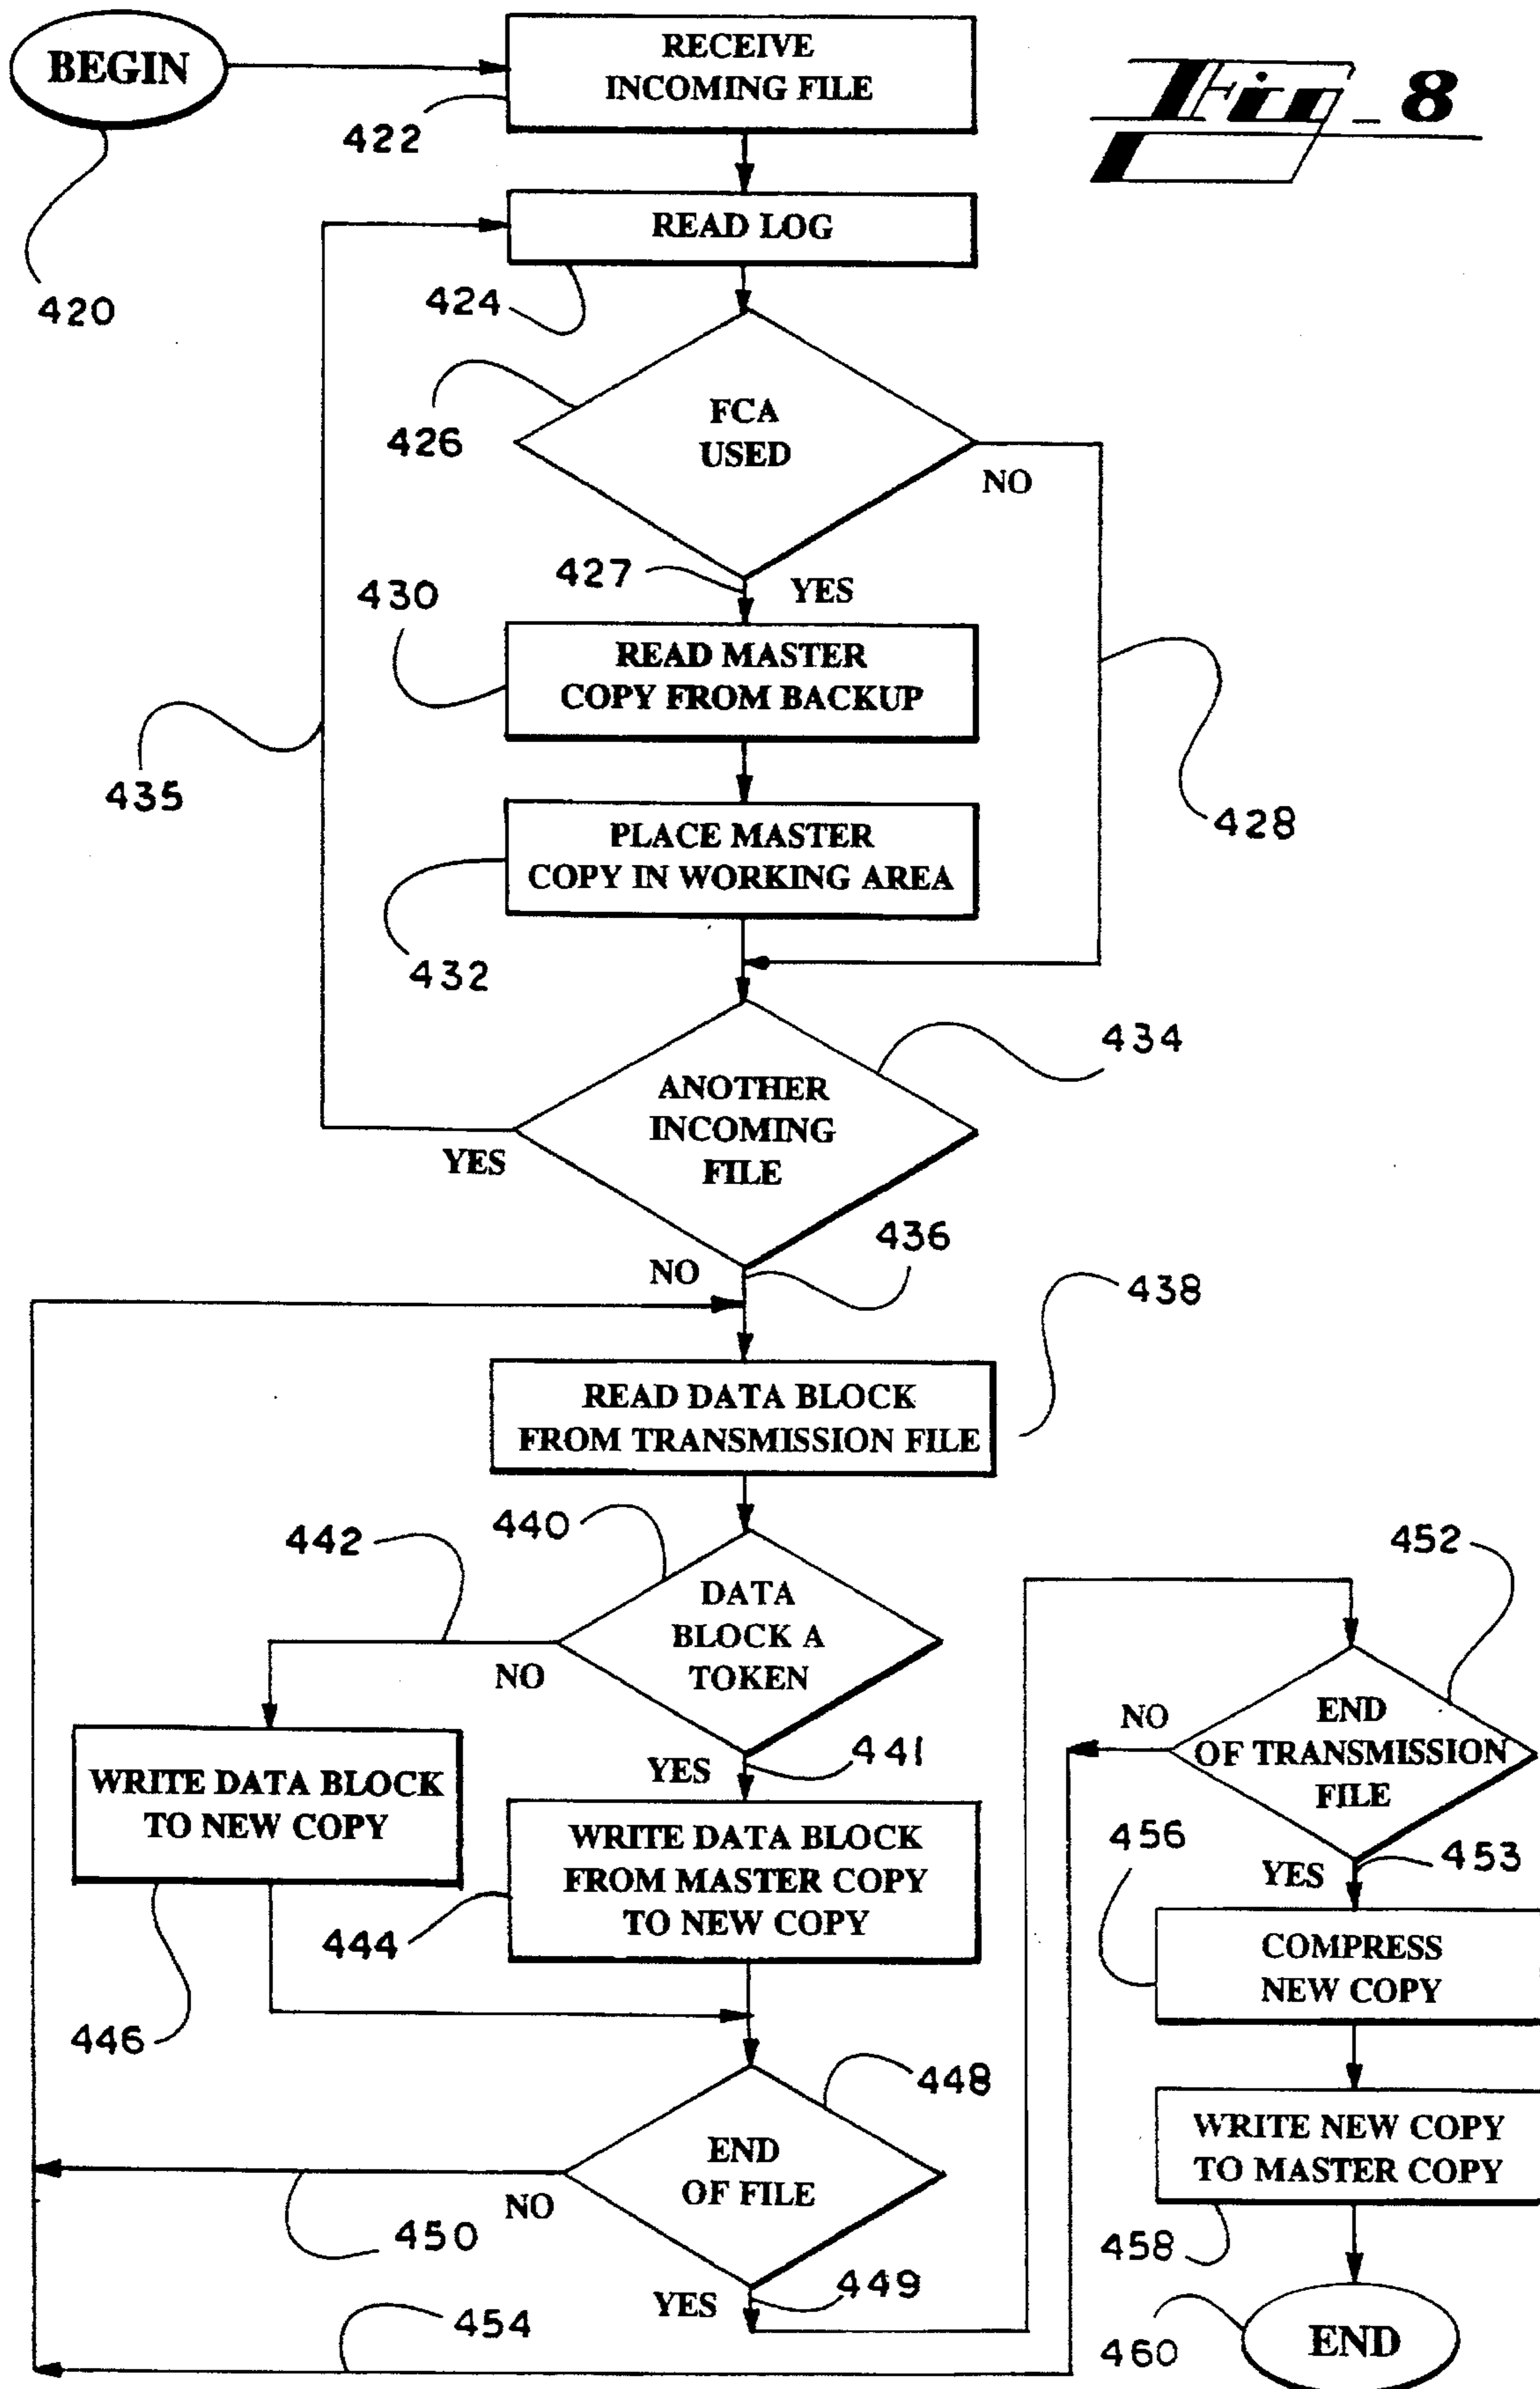 BEGIN
RECEIVE
INCOMING FILE
Fig_8
422
READ LOG
420
424
FCA
USED
426
NO
427
YES
430
READ MASTER
COPY FROM BACKUP
435
428
PLACE MASTER
COPY IN WORKING AREA
432
434
ANOTHER
INCOMING
FILE
YES
436
NO
438
READ DATA BLOCK
FROM TRANSMISSION FILE
440
442
452
DATA
BLOCK A
TOKEN
NO
END
OF TRANSMISSION
FILE
NO
441
YES
WRITE DATA BLOCK
TO NEW COPY
456
453
YES
WRITE DATA BLOCK
FROM MASTER COPY
TO NEW COPY
444
COMPRESS
NEW COPY
446
448
END
OF FILE
WRITE NEW COPY
TO MASTER COPY
NO
450
458
449
YES
454
460
END